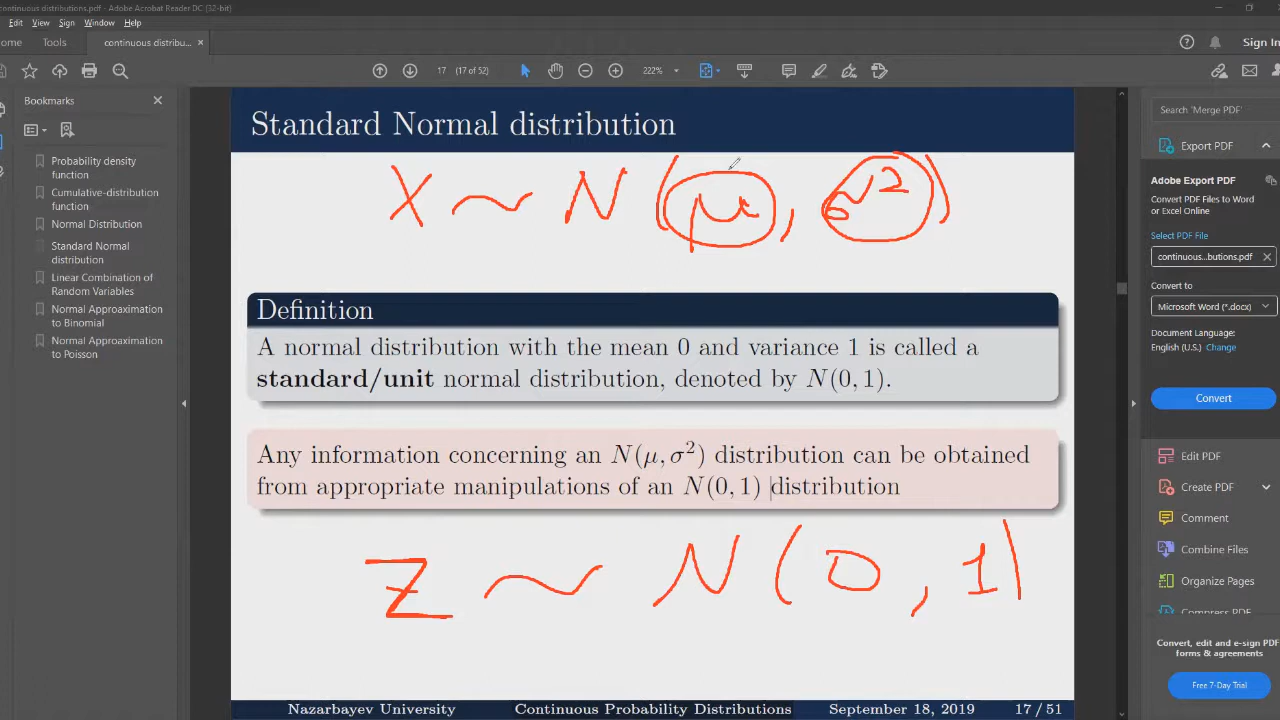 continuous distributions.pdf - Adobe Acrobat Reader DC (32-bit)
Edit View Sign Window Help
ome Tools continuous distribu... × Sign In
17 (17 of 52) 222%
Bookmarks
Probability density
function
Cumulative-distribution
function
Normal Distribution
Standard Normal
distribution
Linear Combination of
Random Variables
Normal Approximation
to Binomial
Normal Approximation
to Poisson
Standard Normal distribution
X ~ N (μ, σ²)
Definition
A normal distribution with the mean 0 and variance 1 is called a
standard/unit normal distribution, denoted by N(0, 1).
Any information concerning an N(μ, σ²) distribution can be obtained
from appropriate manipulations of an N(0, 1) distribution
Z ~ N (0, 1)
Nazarbayev University Continuous Probability Distributions September 18, 2019 17 / 51
Search 'Merge PDF'
Export PDF
Adobe Export PDF
Convert PDF Files to Word
or Excel Online
Select PDF File
continuous...butions.pdf ×
Convert to
Microsoft Word (*.docx)
Document Language:
English (U.S.) Change
Convert
Edit PDF
Create PDF
Comment
Combine Files
Organize Pages
Compress PDF
Convert, edit and e-sign PDF
forms & agreements
Free 7-Day Trial